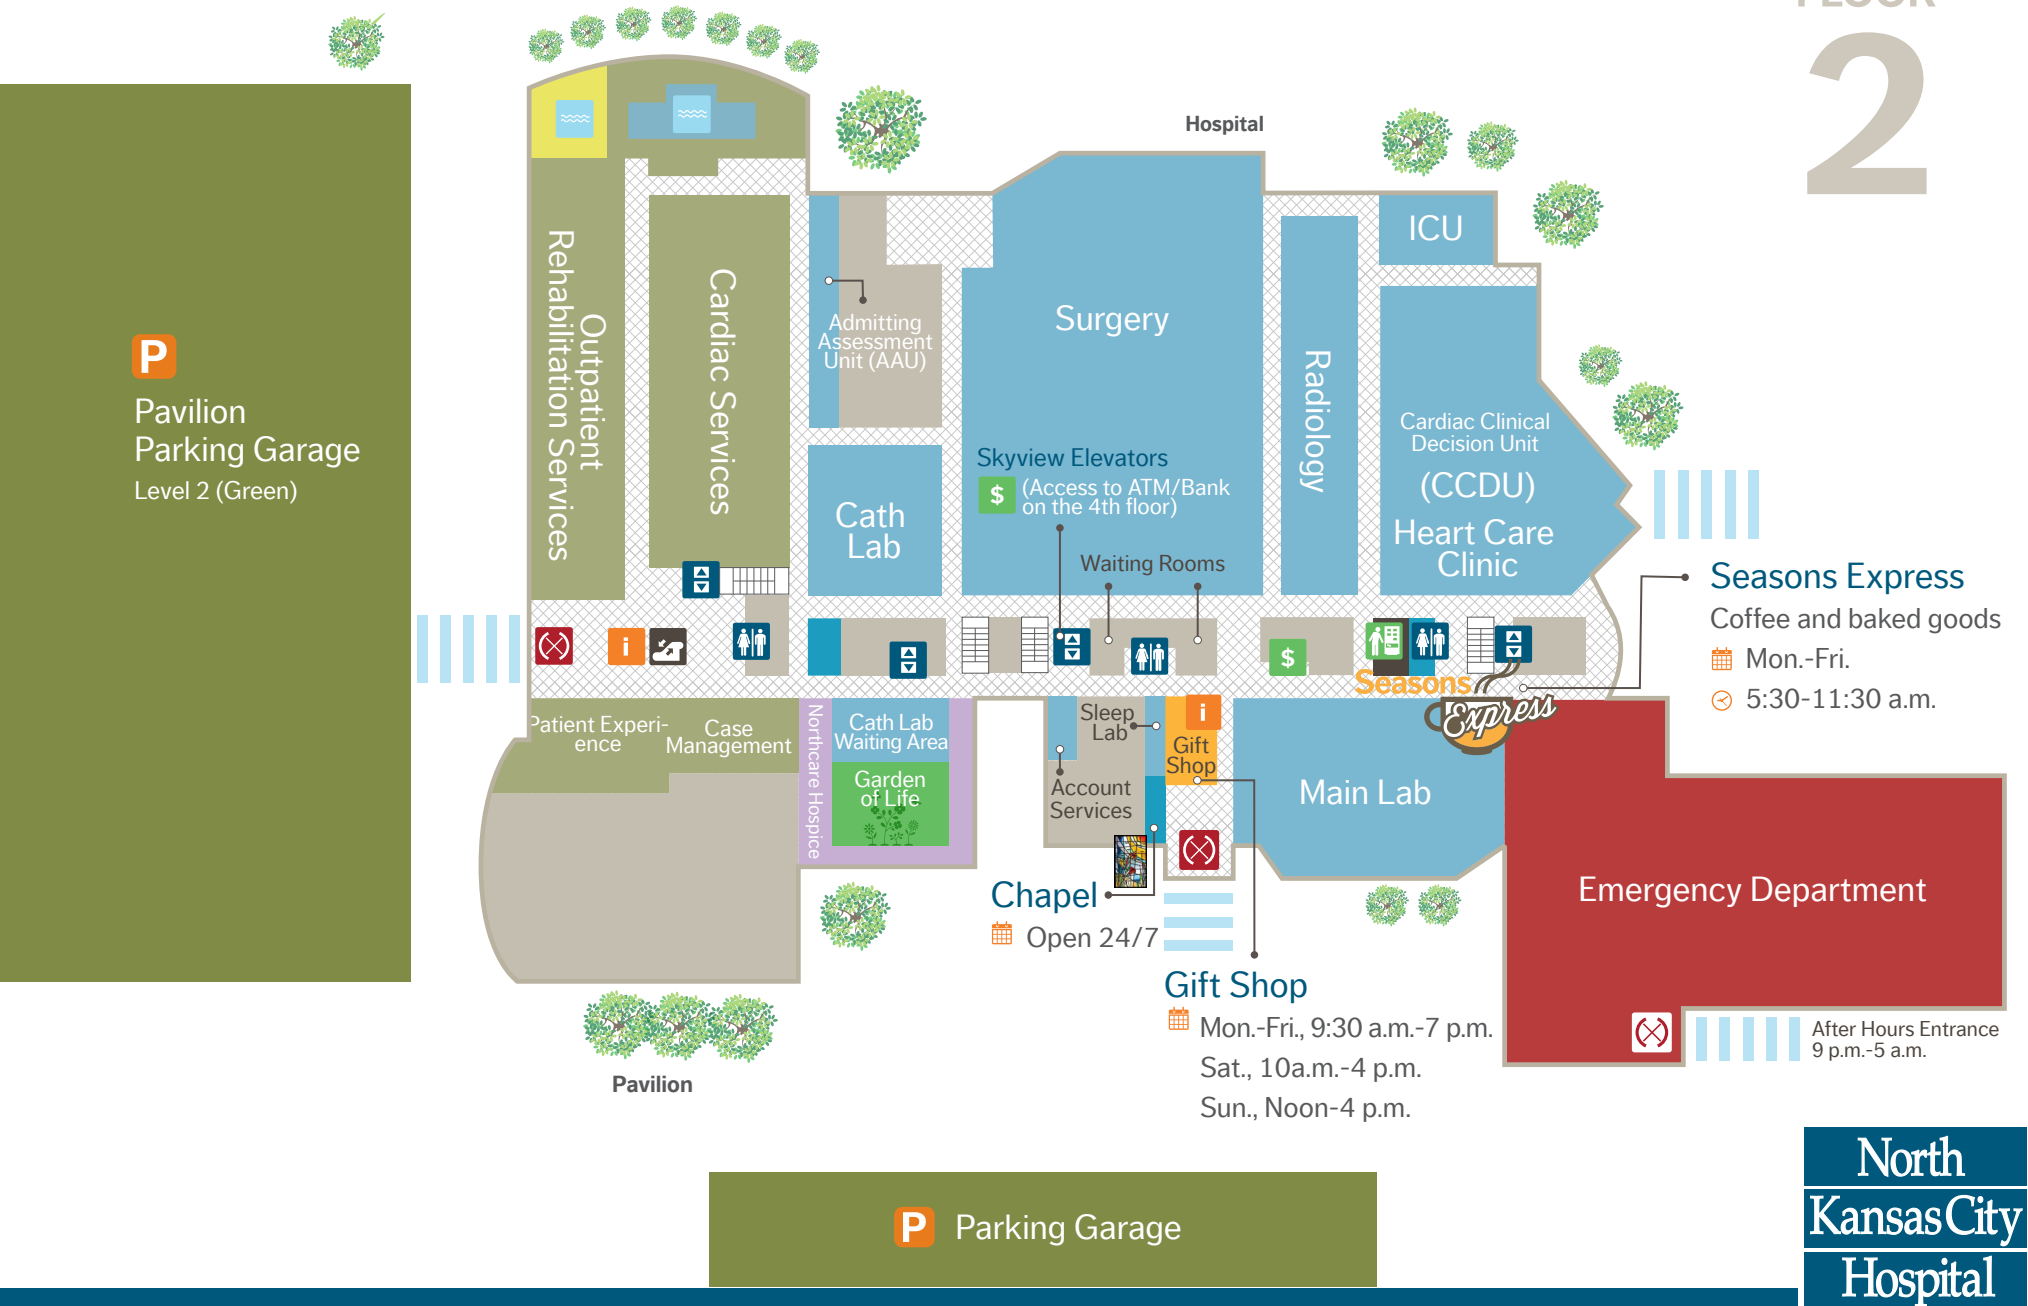 FLOOR
2
Hospital
ICU
Outpatient
Rehabilitation Services
Cardiac Services
Admitting
Assessment
Unit (AAU)
Surgery
Radiology
P
Pavilion
Parking Garage
Level 2 (Green)
Cardiac Clinical
Decision Unit
(CCDU)
Heart Care
Clinic
Skyview Elevators
$
(Access to ATM/Bank
on the 4th floor)
Cath
Lab
Waiting Rooms
Seasons Express
Coffee and baked goods
Mon.-Fri.
5:30-11:30 a.m.
i
$
Seasons
Express
Patient Experi-
ence
Case
Management
Northcare Hospice
Cath Lab
Waiting Area
Garden
of Life
Sleep
Lab
i
Gift
Shop
Account
Services
Main Lab
Emergency Department
Chapel
Open 24/7
Gift Shop
Mon.-Fri., 9:30 a.m.-7 p.m.
Sat., 10a.m.-4 p.m.
Sun., Noon-4 p.m.
After Hours Entrance
9 p.m.-5 a.m.
Pavilion
P Parking Garage
North
Kansas City
Hospital